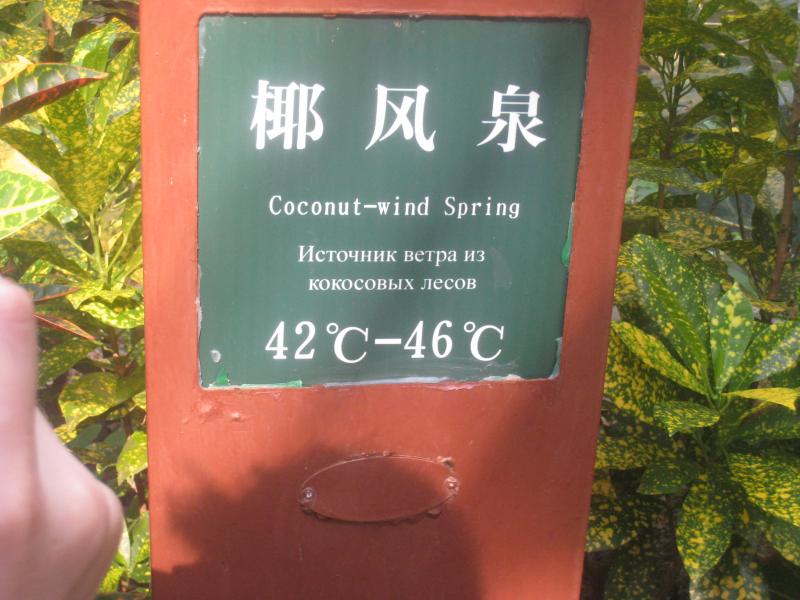 椰风泉
Coconut-wind Spring
Источник ветра из
кокосовых лесов
42℃-46℃